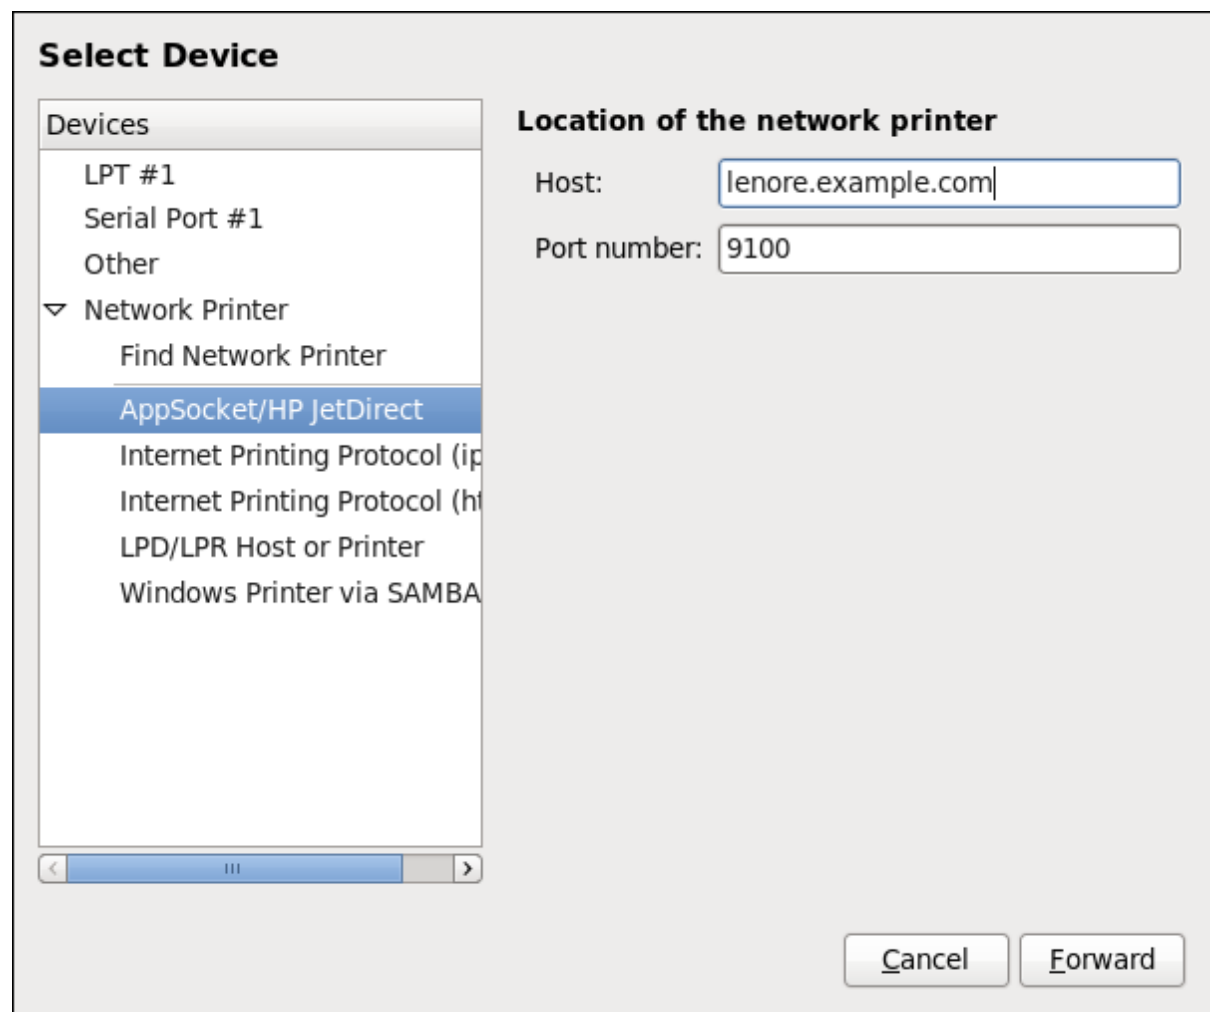 Select Device
Devices
LPT #1
Serial Port #1
Other
Network Printer
Find Network Printer
AppSocket/HP JetDirect
Internet Printing Protocol (ip
Internet Printing Protocol (ht
LPD/LPR Host or Printer
Windows Printer via SAMBA
Location of the network printer
Host: lenore.example.com
Port number: 9100
Cancel Forward